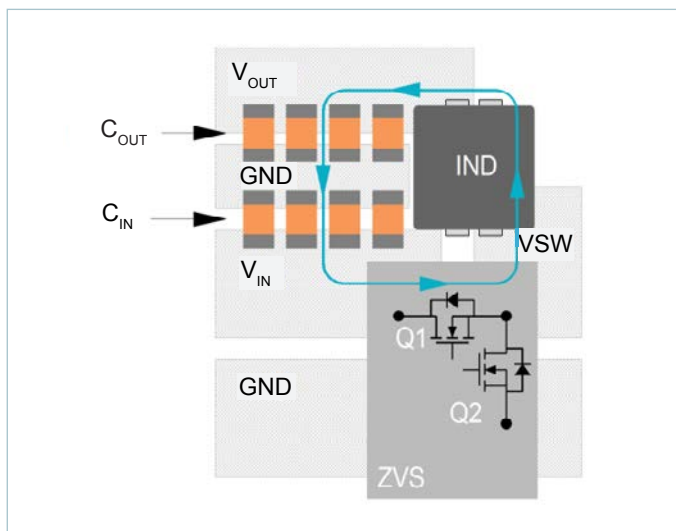 V_OUT
C_OUT
GND
C_IN
V_IN
IND
VSW
Q1
GND
Q2
ZVS